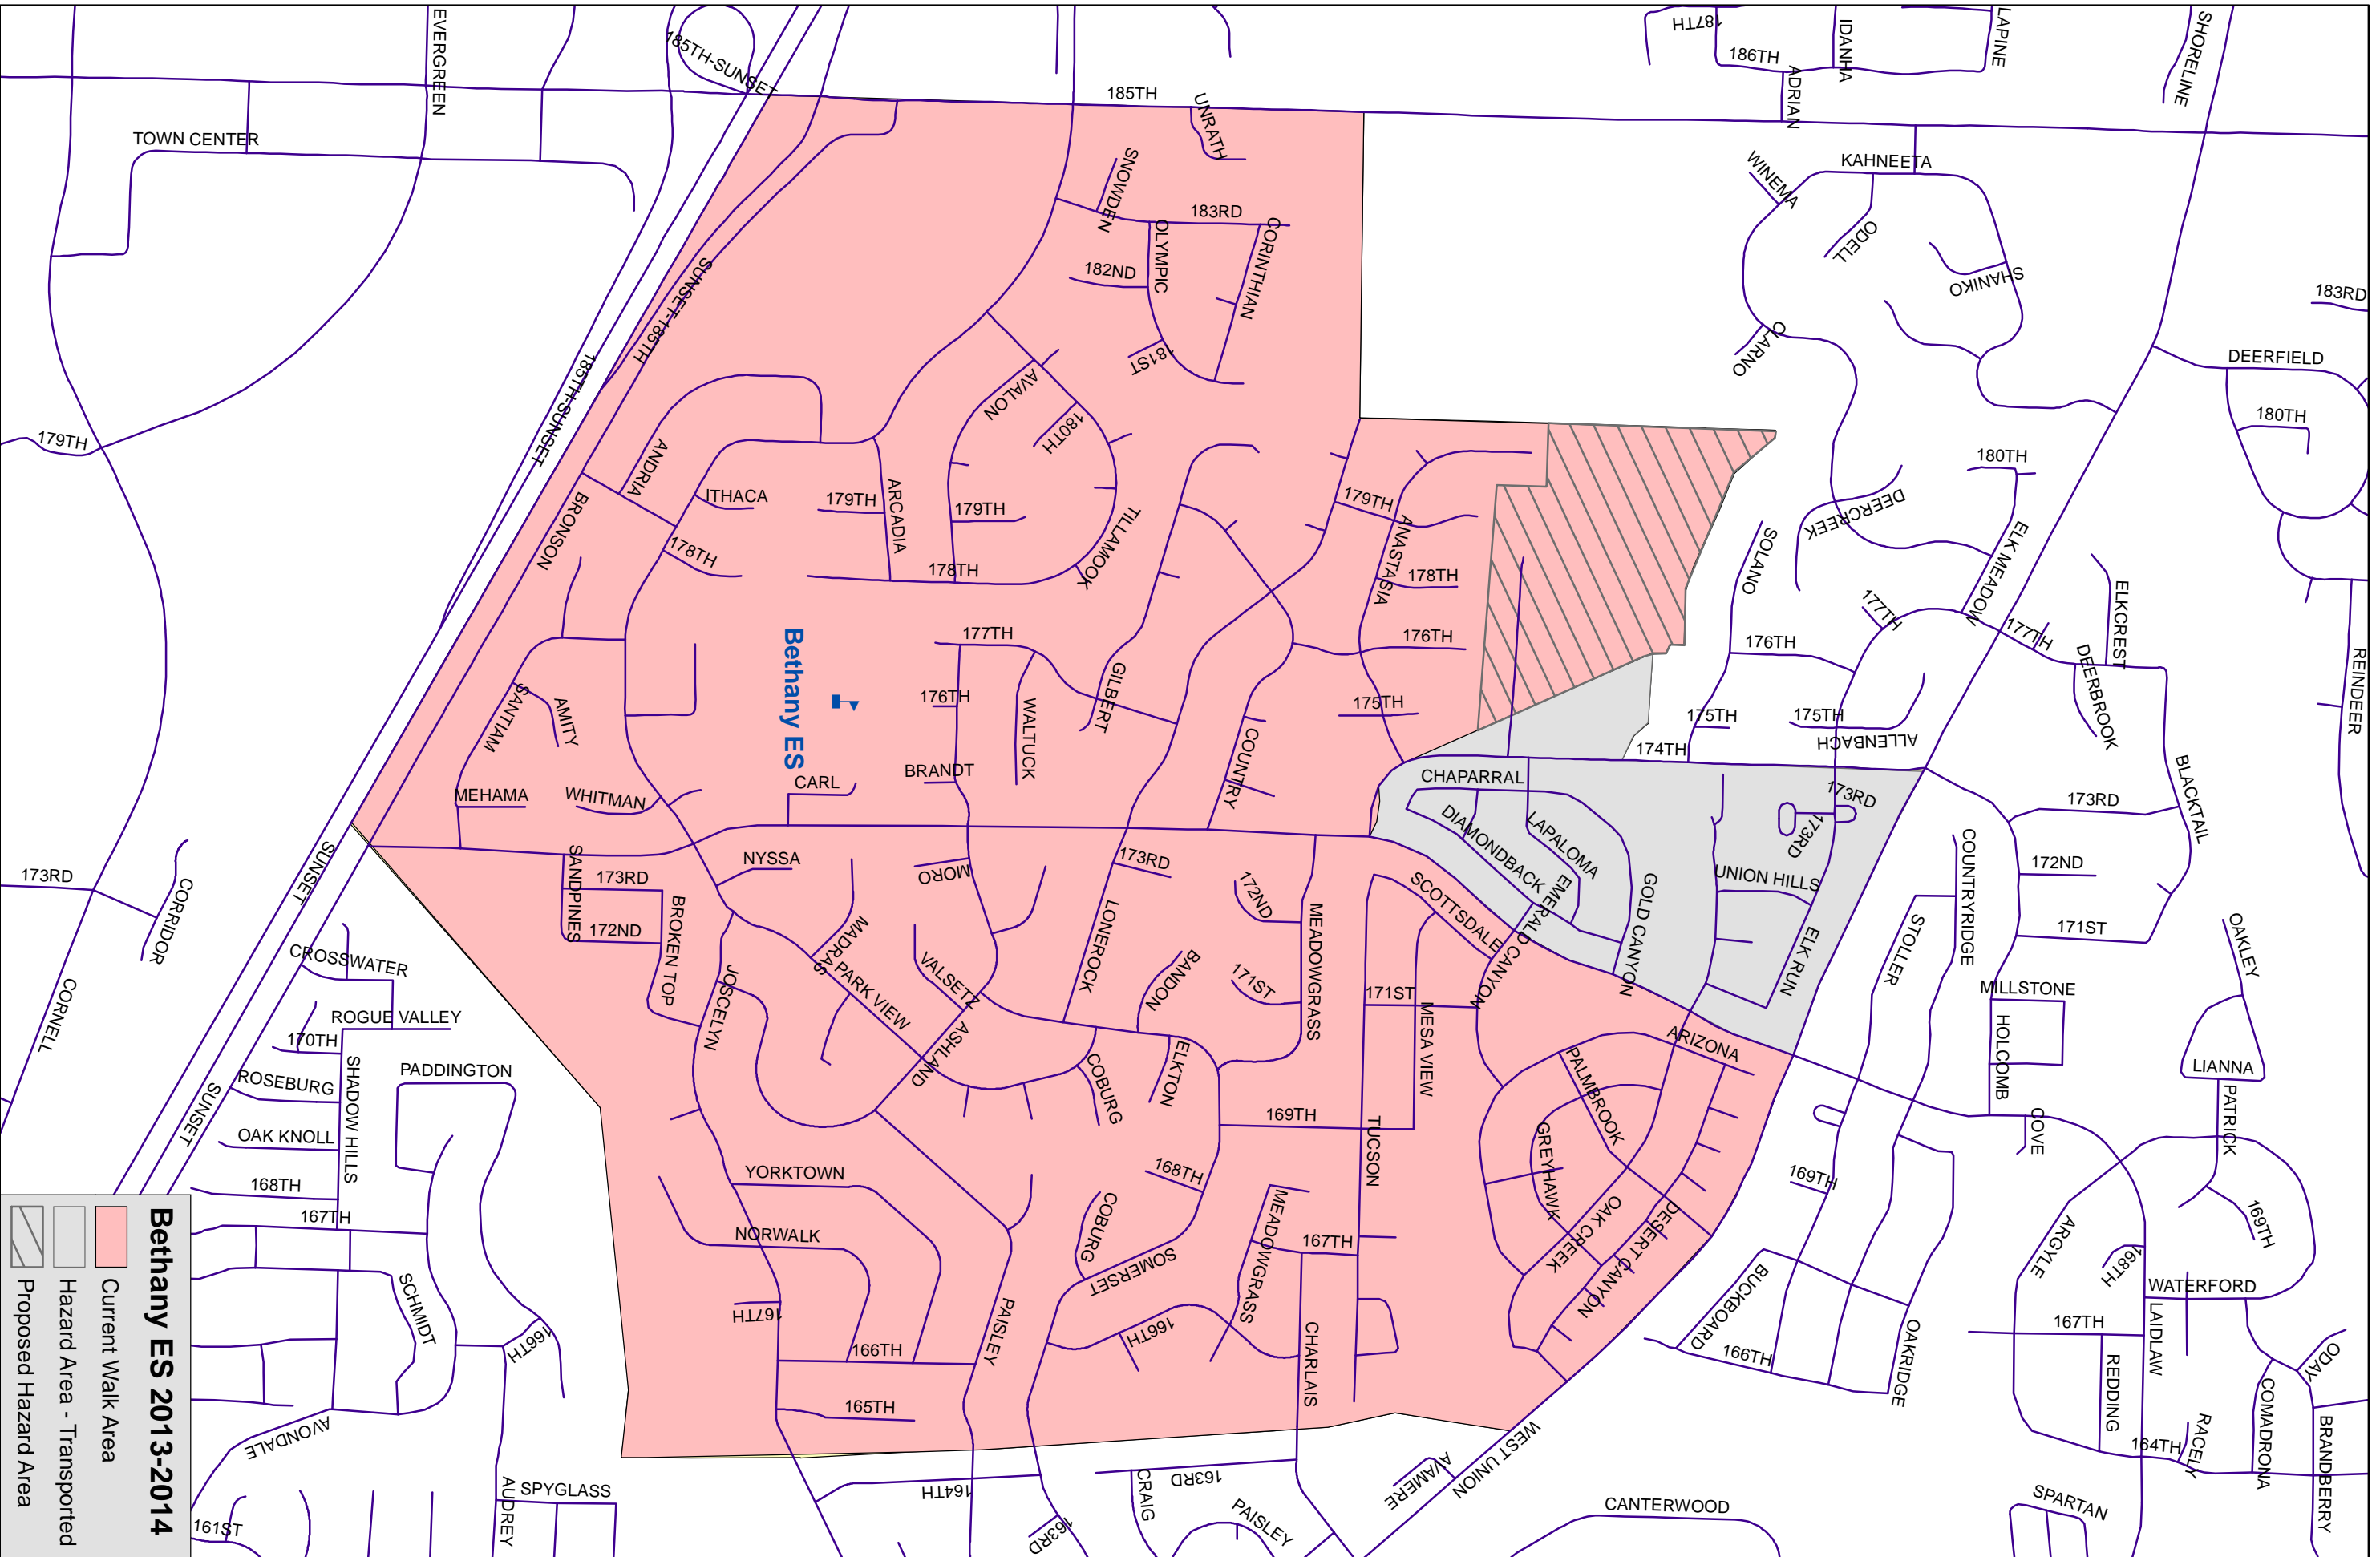 EVERGREEN
185TH-SUNSET
TOWN CENTER
185TH
UNRATH
187TH
186TH
IDANHA
ADRIAN
LAPINE
SHORELINE
KAHNEETA
WINEMA
ODELL
SHANIKO
CLARNO
183RD
DEERFIELD
180TH
SNOWDEN
183RD
OLYMPIC
CORINTHIAN
182ND
181ST
SUNSET-185TH
185TH-SUNSET
AVALON
180TH
179TH
ANDRIA
ITHACA
179TH
ARCADIA
179TH
178TH
178TH
TILLAMOOK
BRONSON
179TH
ANASTASIA
178TH
176TH
175TH
180TH
DEERCREEK
ELK MEADOW
SOLANO
177TH
176TH
175TH
175TH
ALLENBACH
174TH
177TH
ELKCREST
DEERBROOK
REINDEER
BLACKTAIL
Bethany ES
177TH
176TH
WALTUCK
GILBERT
COUNTRY
BRANDT
CARL
SANTIAM
AMITY
MEHAMA
WHITMAN
CHAPARRAL
DIAMONDBACK
LAPALOMA
EMERALD CANYON
GOLD CANYON
UNION HILLS
173RD
173RD
ELK RUN
173RD
172ND
171ST
COUNTRYRIDGE
STOLLER
MILLSTONE
HOLCOMB
COVE
OAKLEY
LIANNA
PATRICK
169TH
173RD
CORRIDOR
CORNELL
SUNSET
SUNSET
SANDPINES
173RD
172ND
BROKEN TOP
NYSSA
MORO
MADRAS
PARK VIEW
JOSCELYN
VALSETZ
ASHLAND
173RD
LONEROCK
BANDON
172ND
171ST
MEADOWGRASS
SCOTTSDALE
171ST
MESA VIEW
ELKTON
COBURG
169TH
TUCSON
ARIZONA
PALMBROOK
GREYHAWK
OAK CREEK
DESERT CANYON
CROSSWATER
ROGUE VALLEY
170TH
ROSEBURG
SHADOW HILLS
OAK KNOLL
168TH
167TH
PADDINGTON
SCHMIDT
166TH
AVONDALE
161ST
AUDREY
SPYGLASS
YORKTOWN
NORWALK
167TH
166TH
165TH
PAISLEY
168TH
COBURG
SOMERSET
MEADOWGRASS
167TH
166TH
CHARLAIS
164TH
163RD
163RD
CRAIG
PAISLEY
AVAMERE
WEST UNION
CANTERWOOD
SPARTAN
169TH
BUCKBOARD
166TH
OAKRIDGE
ARGYLE
168TH
WATERFORD
167TH
LAIDLAW
REDDING
164TH
RACELY
COMADRONA
ODAY
BRANDBERRY
Bethany ES 2013-2014
Current Walk Area
Hazard Area - Transported
Proposed Hazard Area